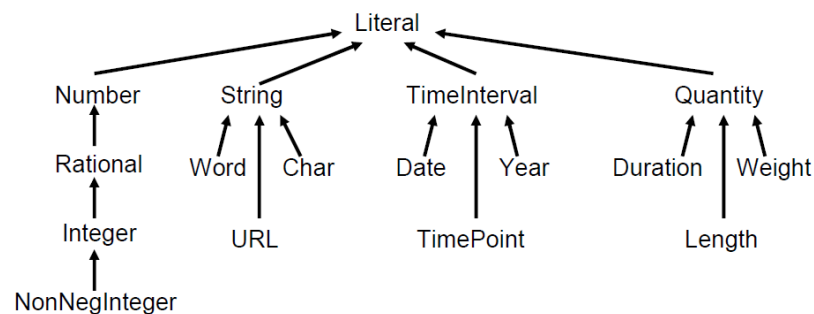 Literal
Number String TimeInterval Quantity
Rational Word Char Date Year Duration Weight
Integer URL TimePoint Length
NonNegInteger